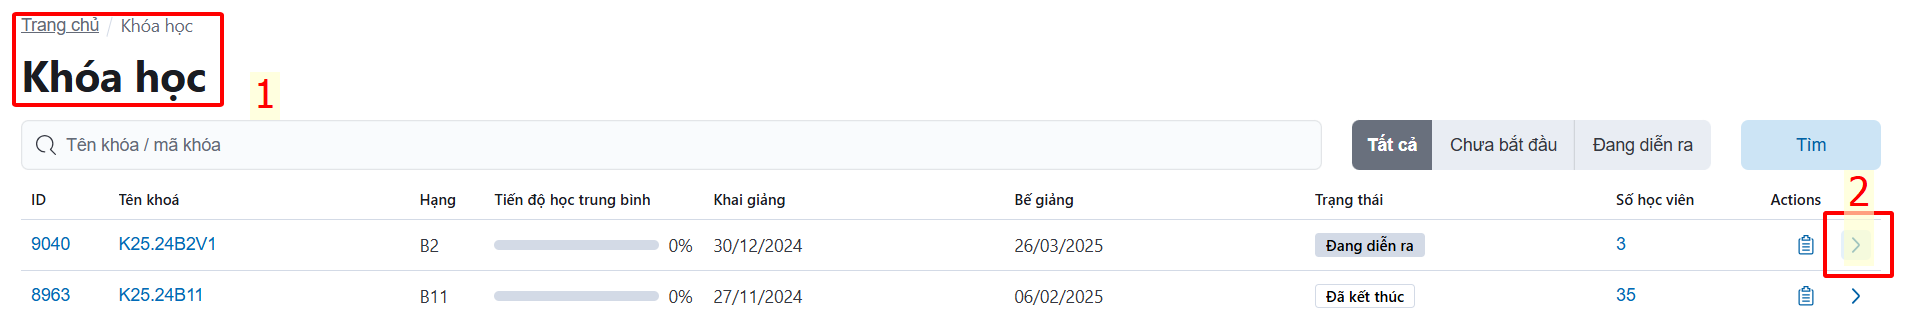 Trang chủ / Khóa học
Khóa học
1
Tên khóa / mã khóa Tất cả Chưa bắt đầu Đang diễn ra Tìm
2
ID Tên khoá Hạng Tiến độ học trung bình Khai giảng Bế giảng Trạng thái Số học viên Actions
9040 K25.24B2V1 B2 0% 30/12/2024 26/03/2025 Đang diễn ra 3
8963 K25.24B11 B11 0% 27/11/2024 06/02/2025 Đã kết thúc 35